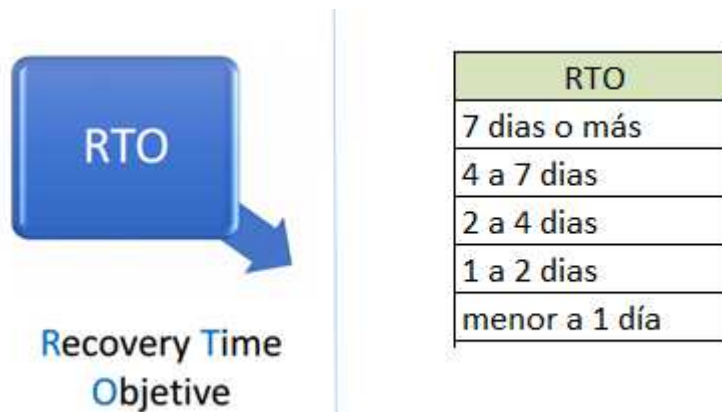 RTO
Recovery Time
Objetive
RTO
7 dias o más
4 a 7 dias
2 a 4 dias
1 a 2 dias
menor a 1 día